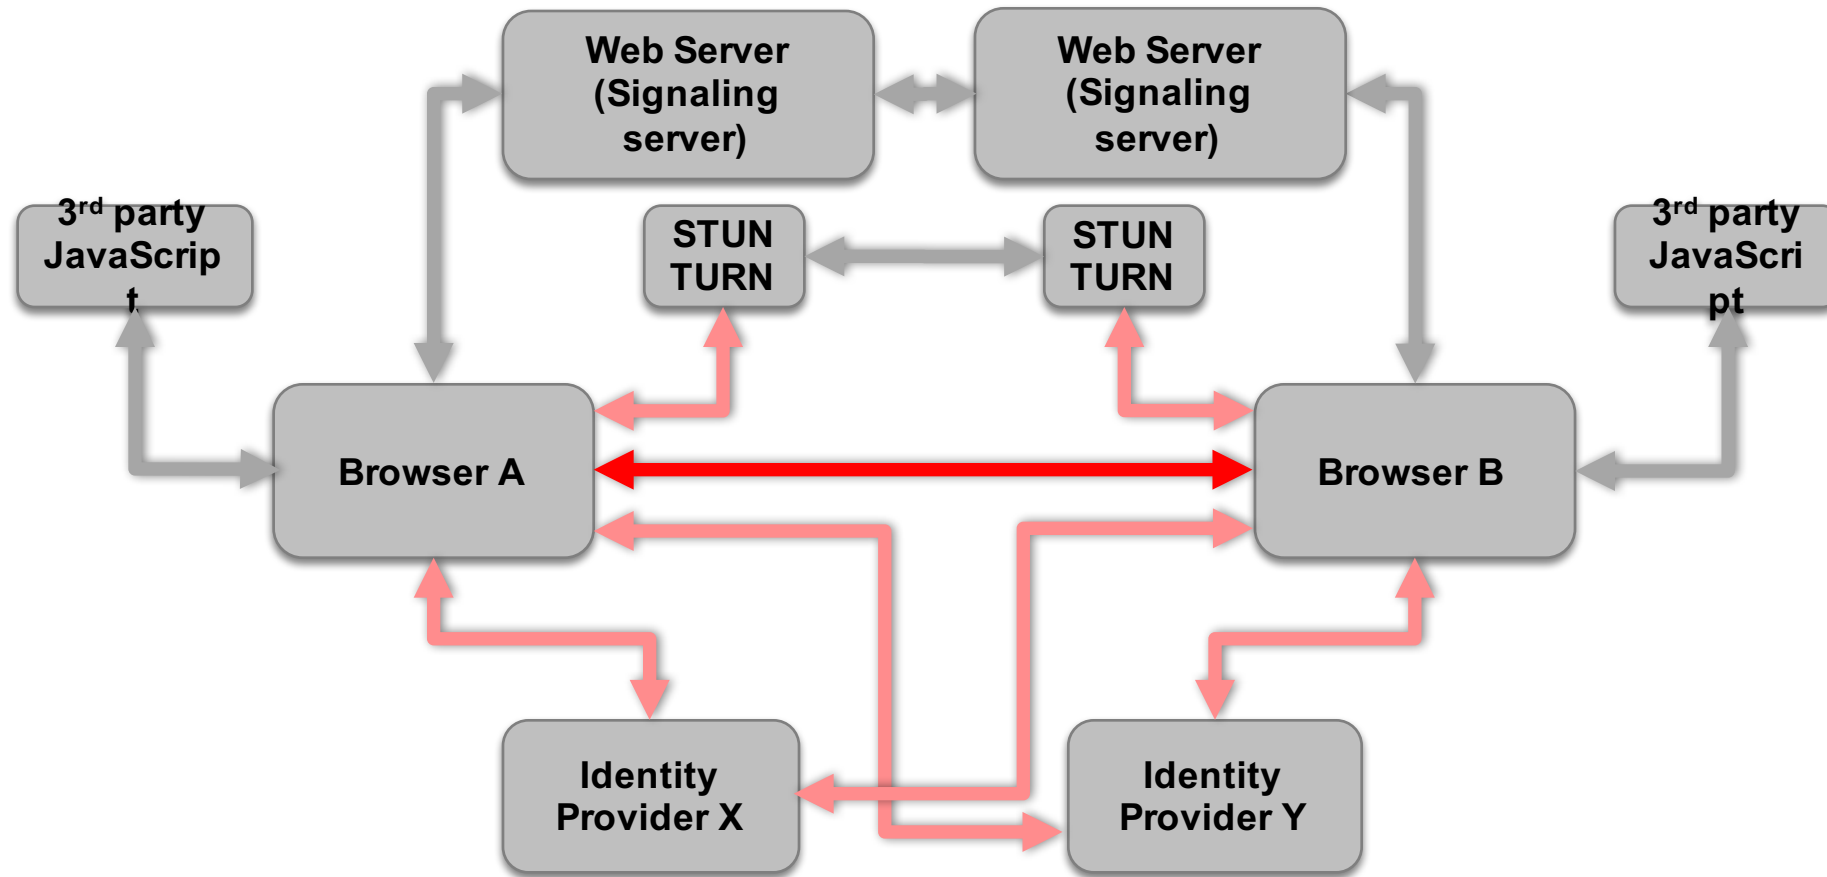 Web Server
(Signaling
server)
Web Server
(Signaling
server)
3rd party
JavaScrip
t
STUN
TURN
STUN
TURN
3rd party
JavaScri
pt
Browser A
Browser B
Identity
Provider X
Identity
Provider Y